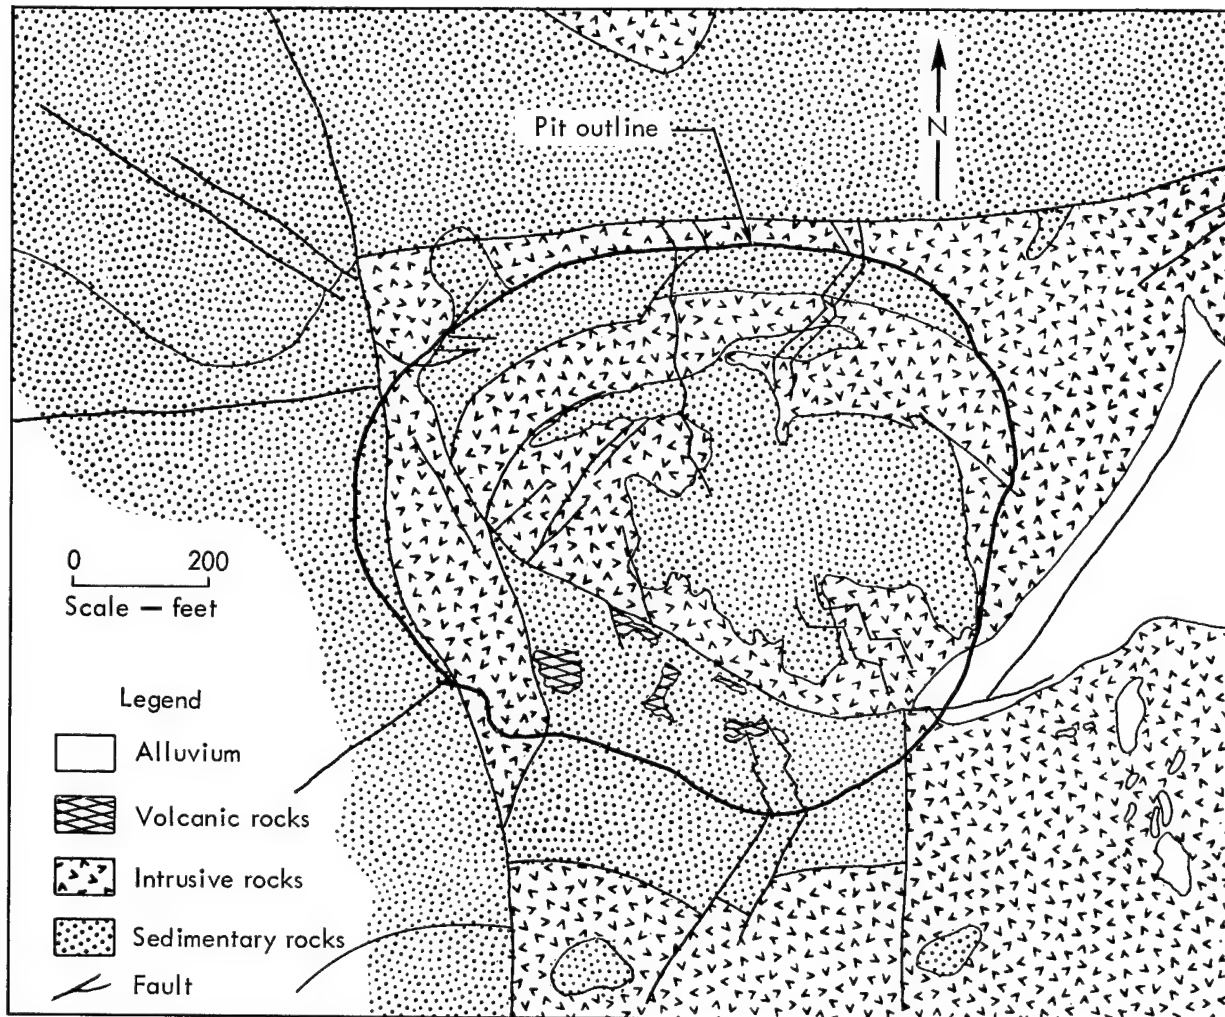 Pit outline
N
0 200
Scale — feet
Legend
Alluvium
Volcanic rocks
Intrusive rocks
Sedimentary rocks
Fault